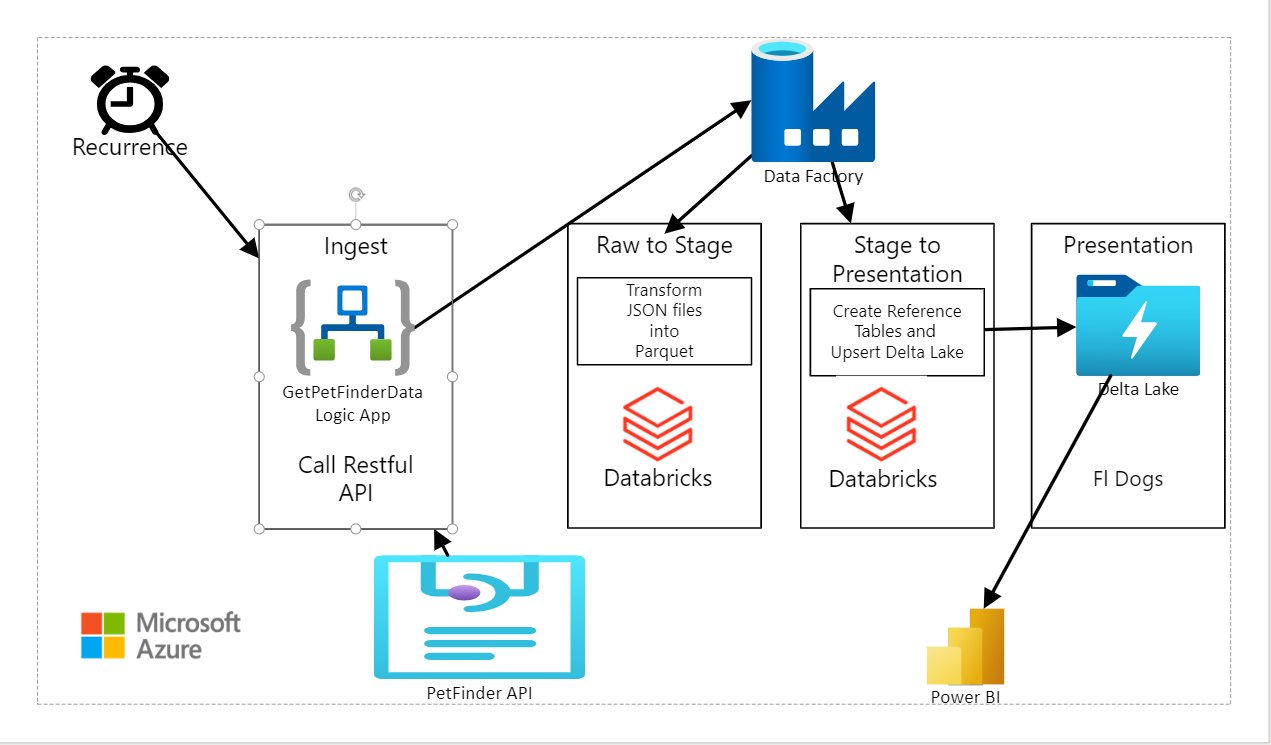 Recurrence
Data Factory
Ingest
GetPetFinderData
Logic App
Call Restful
API
Raw to Stage
Transform
JSON files
into
Parquet
Databricks
Stage to
Presentation
Create Reference
Tables and
Upsert Delta Lake
Databricks
Presentation
Delta Lake
Fl Dogs
Microsoft
Azure
PetFinder API
Power BI